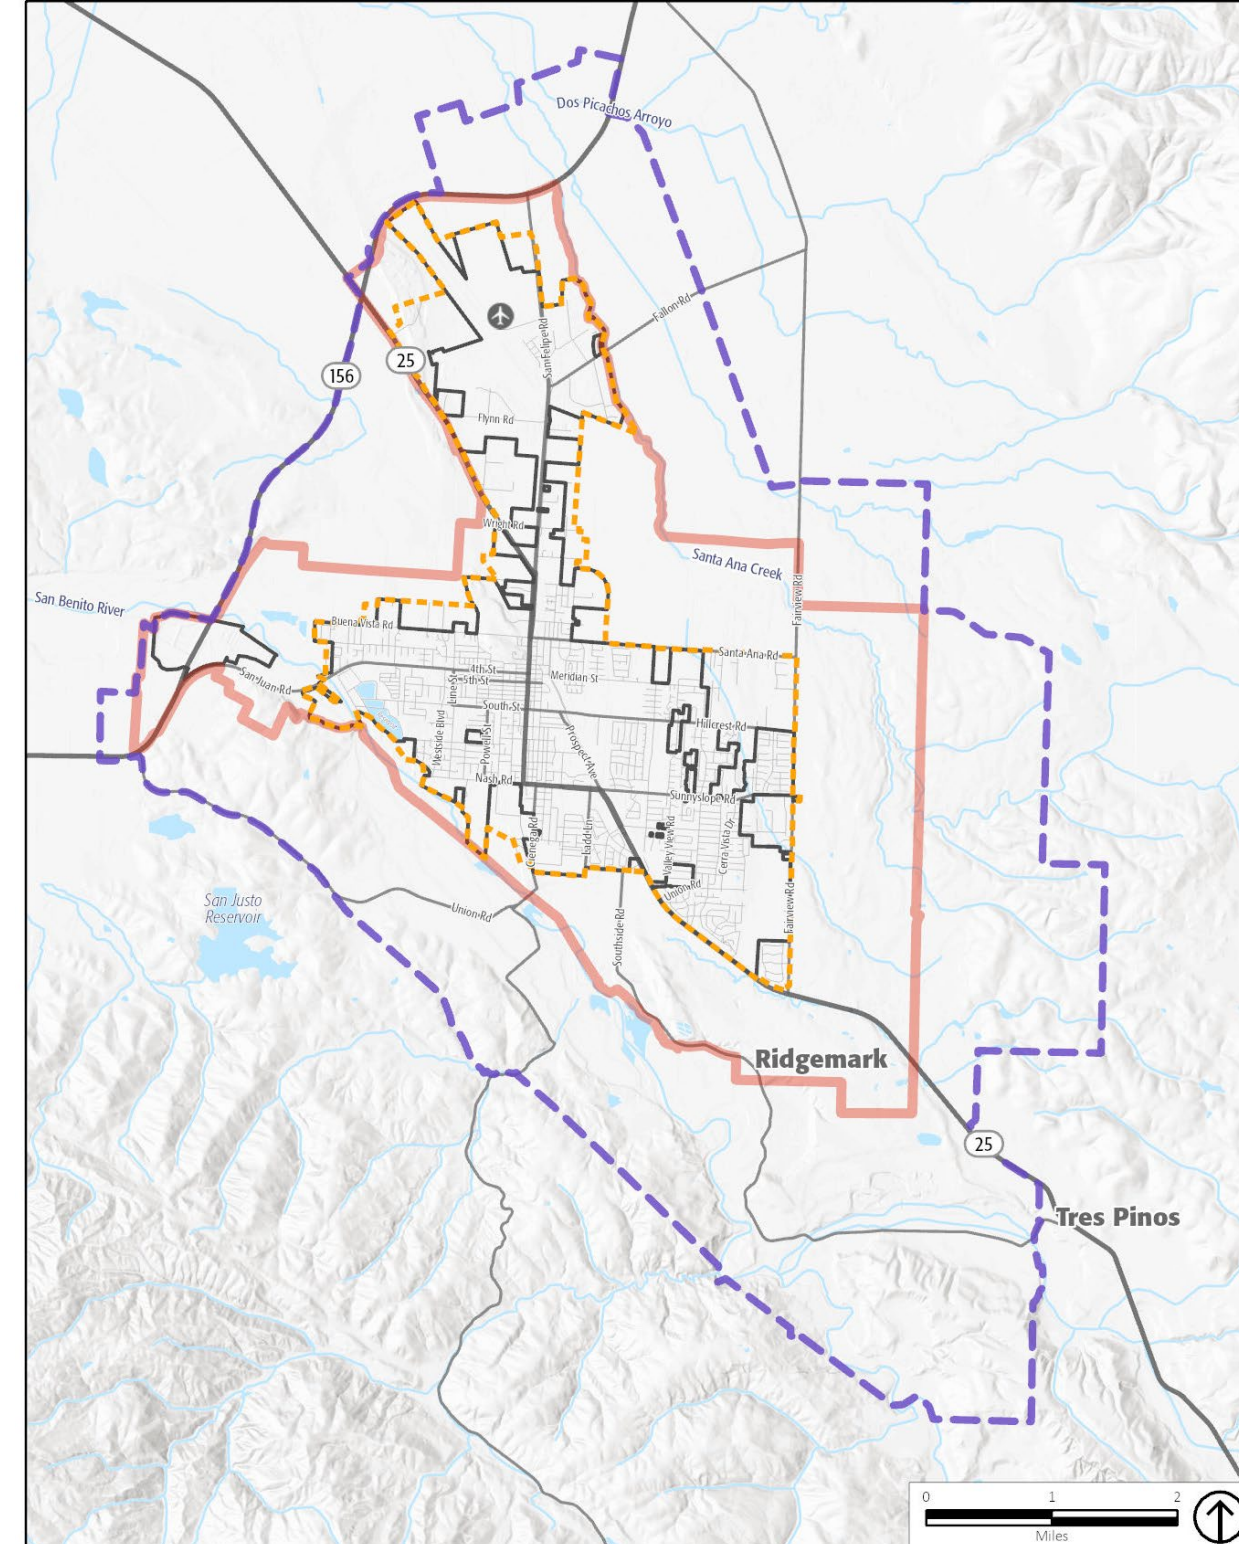 Dos Picachos Arroyo
Fallon Rd
San Felipe Rd
25
156
Flynn Rd
Wright Rd
Santa Ana Creek
Fairview Rd
San Benito River
Buena Vista Rd
Santa Ana Rd
4th St
5th St
Meridian St
San Juan Rd
Line St
South St
Hillcrest Rd
Westside Blvd
Powell St
Prospect Ave
Nash Rd
Sunnyslope Rd
Cienega Rd
Ladd Ln
Valley View Rd
Cerra Vista Dr
Union Rd
Fairview Rd
San Justo
Reservoir
Union Rd
Southside Rd
Ridgemark
25
Tres Pinos
0 1 2
Miles